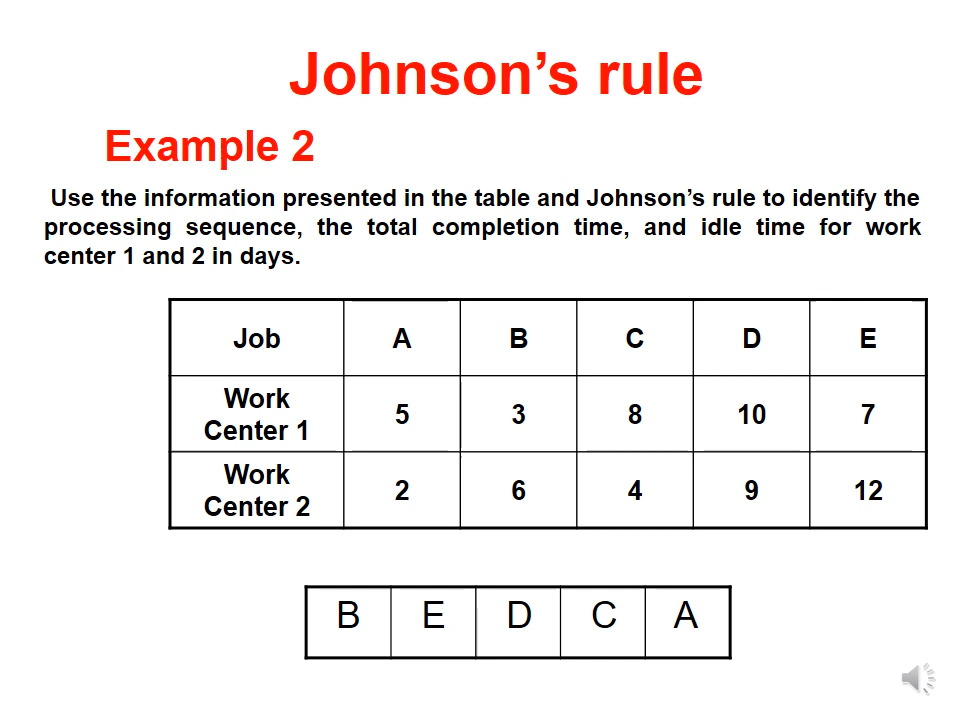 Johnson’s rule
Example 2
Use the information presented in the table and Johnson’s rule to identify the
processing sequence, the total completion time, and idle time for work
center 1 and 2 in days.
Job A B C D E
Work
Center 1 5 3 8 10 7
Work
Center 2 2 6 4 9 12
B E D C A